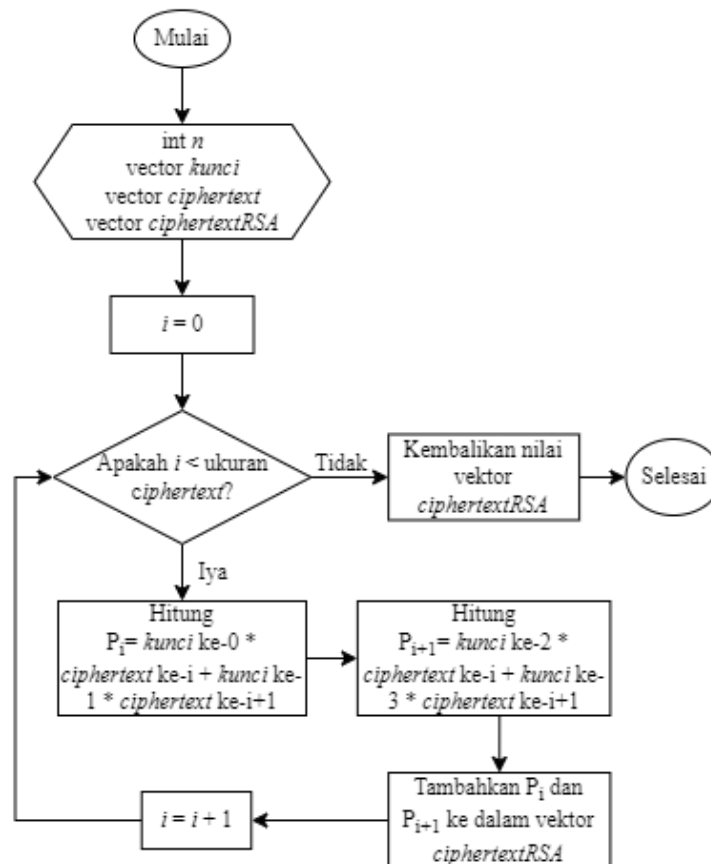 Mulai
int n
vector kunci
vector ciphertext
vector ciphertextRSA
i = 0
Apakah i < ukuran
ciphertext?
Tidak
Kembalikan nilai
vektor
ciphertextRSA
Selesai
Iya
Hitung
Pi= kunci ke-0 *
ciphertext ke-i + kunci ke-
1 * ciphertext ke-i+1
Hitung
Pi+1= kunci ke-2 *
ciphertext ke-i + kunci ke-
3 * ciphertext ke-i+1
Tambahkan Pi dan
Pi+1 ke dalam vektor
ciphertextRSA
i = i + 1